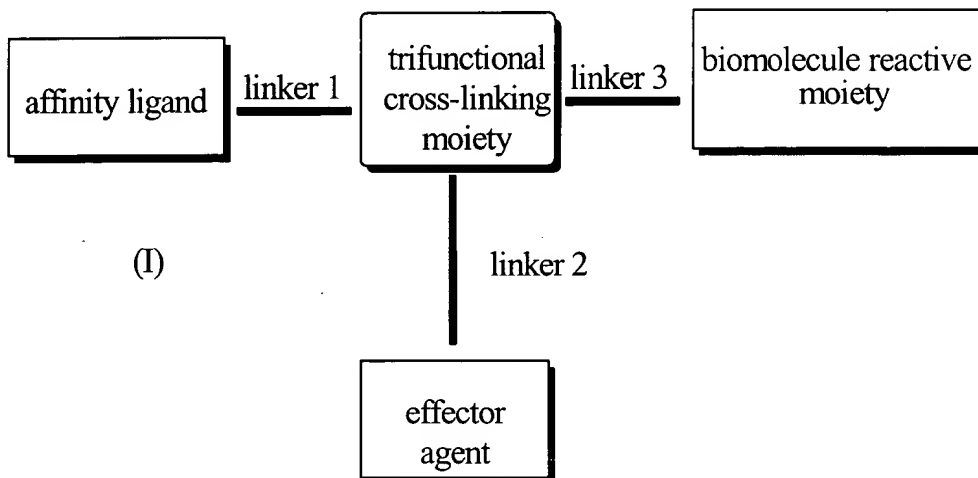 affinity ligand
linker 1
trifunctional
cross-linking
moiety
linker 3
biomolecule reactive
moiety
(I)
linker 2
effector
agent